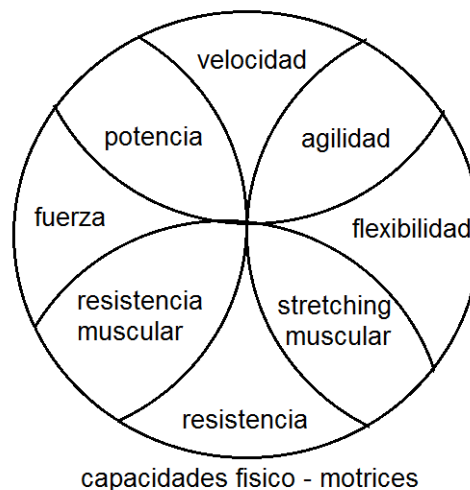 velocidad
potencia
agilidad
fuerza
flexibilidad
resistencia
muscular
stretching
muscular
resistencia
capacidades fisico - motrices